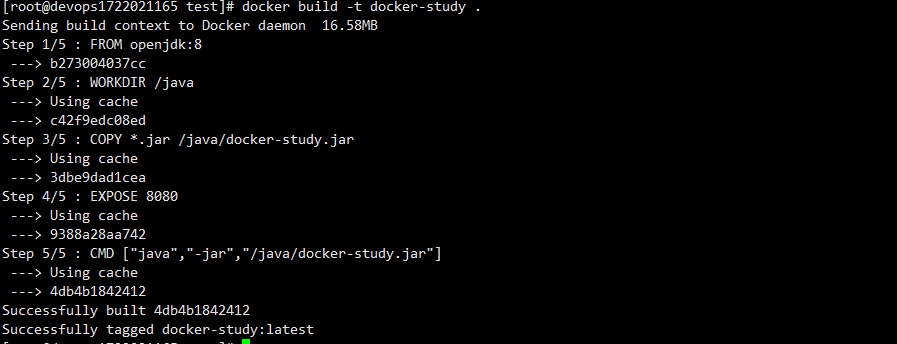 [root@devops1722021165 test]# docker build -t docker-study .
Sending build context to Docker daemon  16.58MB
Step 1/5 : FROM openjdk:8
 ---> b273004037cc
Step 2/5 : WORKDIR /java
 ---> Using cache
 ---> c42f9edc08ed
Step 3/5 : COPY *.jar /java/docker-study.jar
 ---> Using cache
 ---> 3dbe9dad1cea
Step 4/5 : EXPOSE 8080
 ---> Using cache
 ---> 9388a28aa742
Step 5/5 : CMD ["java","-jar","/java/docker-study.jar"]
 ---> Using cache
 ---> 4db4b1842412
Successfully built 4db4b1842412
Successfully tagged docker-study:latest